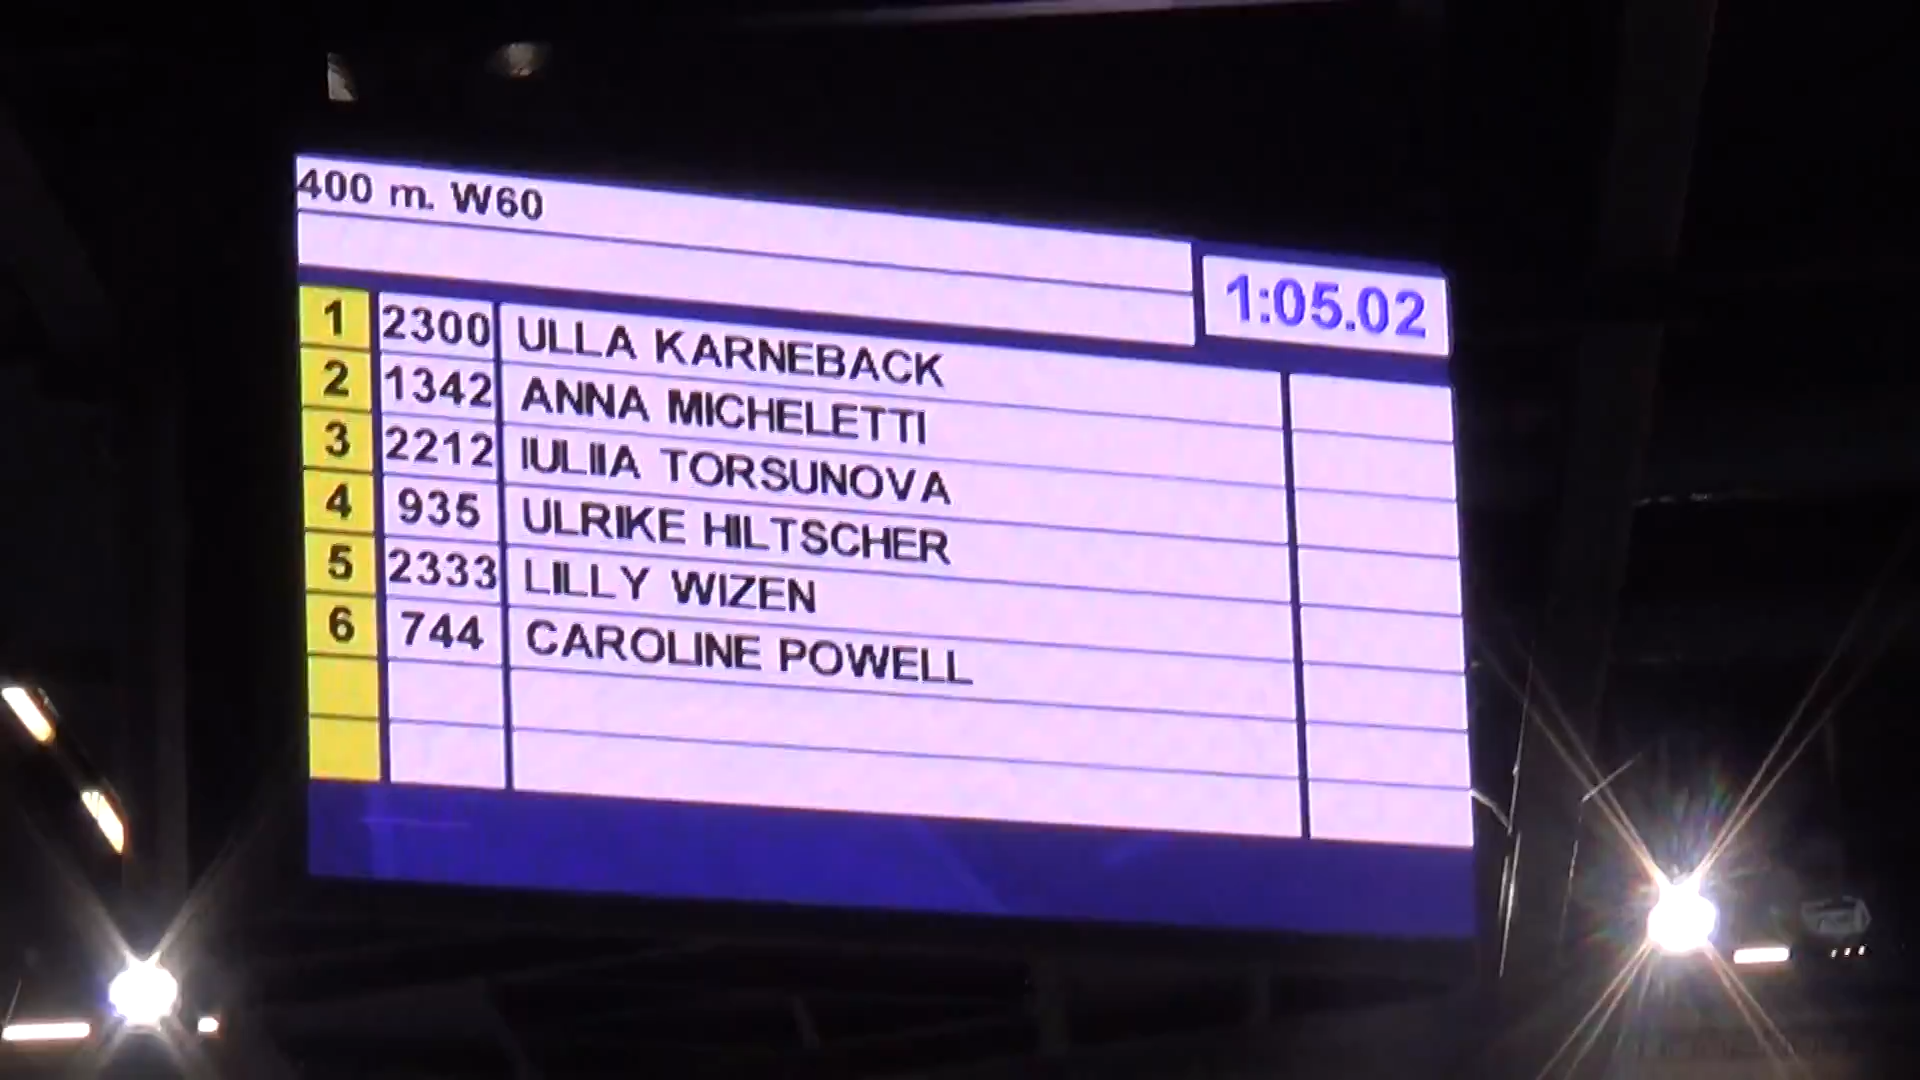 400 m. W60
1:05.02
1 2300 ULLA KARNEBACK
2 1342 ANNA MICHELETTI
3 2212 IULIIA TORSUNOVA
4 935 ULRIKE HILTSCHER
5 2333 LILLY WIZEN
6 744 CAROLINE POWELL